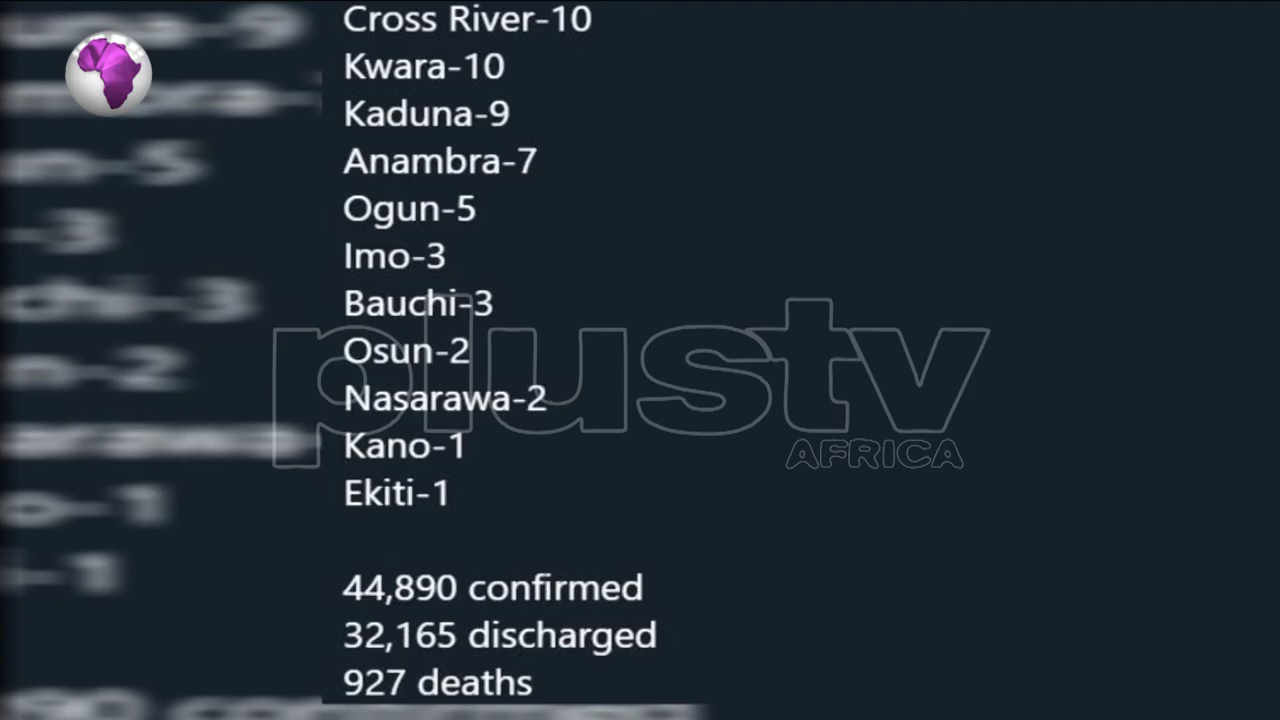 Cross River-10
Kwara-10
Kaduna-9
Anambra-7
Ogun-5
Imo-3
Bauchi-3
Osun-2
Nasarawa-2
Kano-1
Ekiti-1
44,890 confirmed
32,165 discharged
927 deaths
plustv
AFRICA